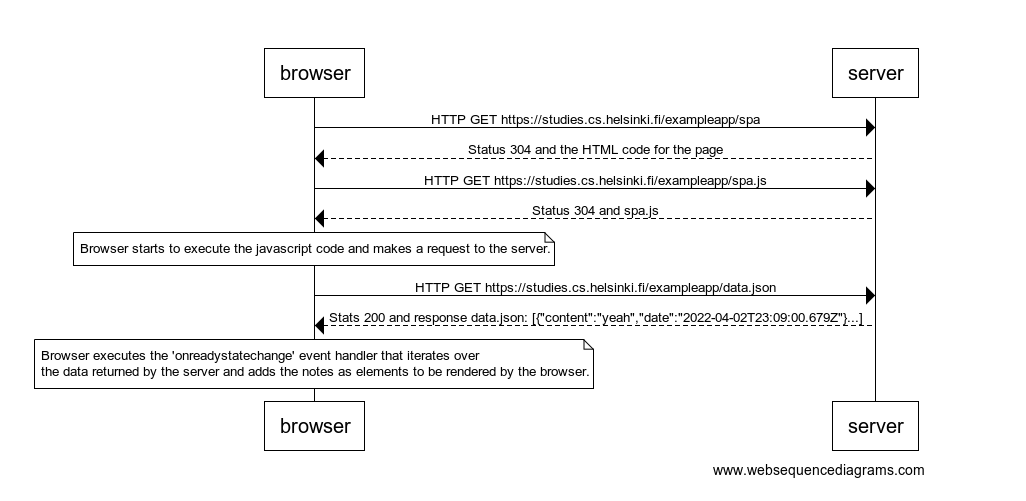 browser
server
HTTP GET https://studies.cs.helsinki.fi/exampleapp/spa
Status 304 and the HTML code for the page
HTTP GET https://studies.cs.helsinki.fi/exampleapp/spa.js
Status 304 and spa.js
Browser starts to execute the javascript code and makes a request to the server.
HTTP GET https://studies.cs.helsinki.fi/exampleapp/data.json
Stats 200 and response data.json: [{"content":"yeah","date":"2022-04-02T23:09:00.679Z"}...]
Browser executes the 'onreadystatechange' event handler that iterates over
the data returned by the server and adds the notes as elements to be rendered by the browser.
browser
server
www.websequencediagrams.com